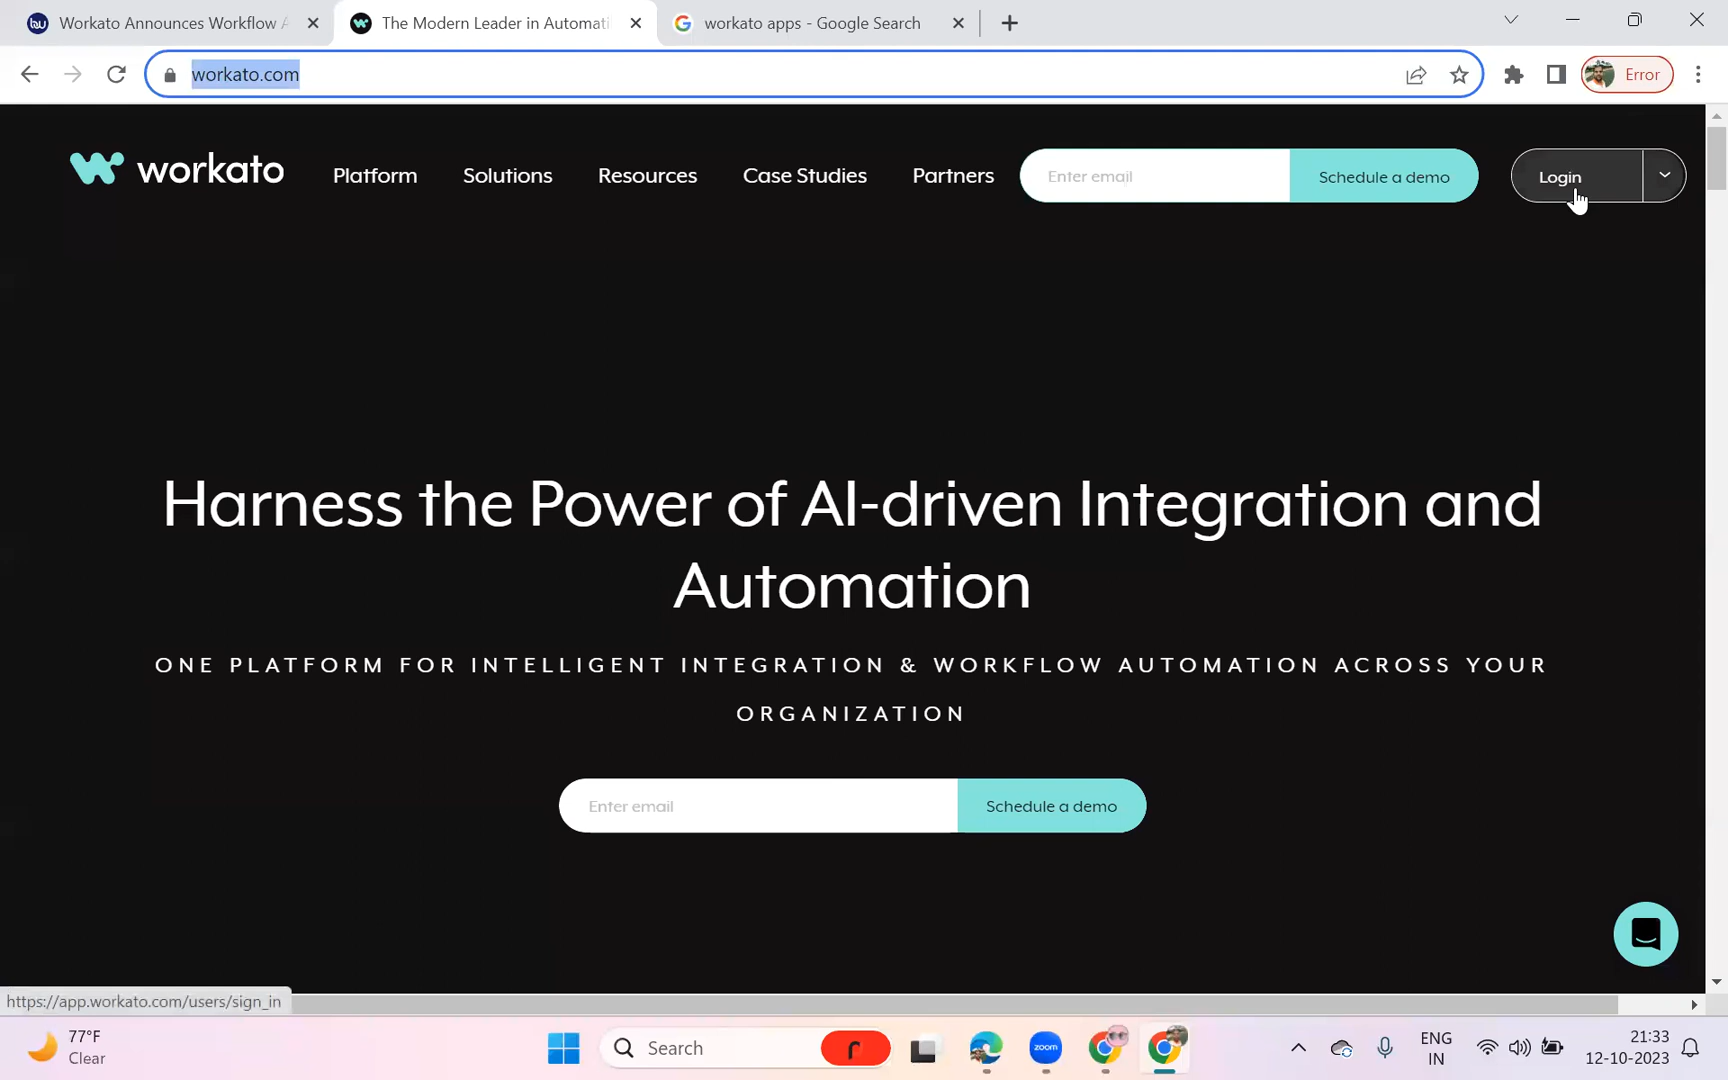 Workato Announces Workflow A
The Modern Leader in Automati
workato apps - Google Search
workato.com
Error
workato
Platform
Solutions
Resources
Case Studies
Partners
Enter email
Schedule a demo
Login
Harness the Power of AI-driven Integration and
Automation
ONE PLATFORM FOR INTELLIGENT INTEGRATION & WORKFLOW AUTOMATION ACROSS YOUR
ORGANIZATION
Enter email
Schedule a demo
https://app.workato.com/users/sign_in
77°F
Clear
Search
zoom
ENG
IN
21:33
12-10-2023